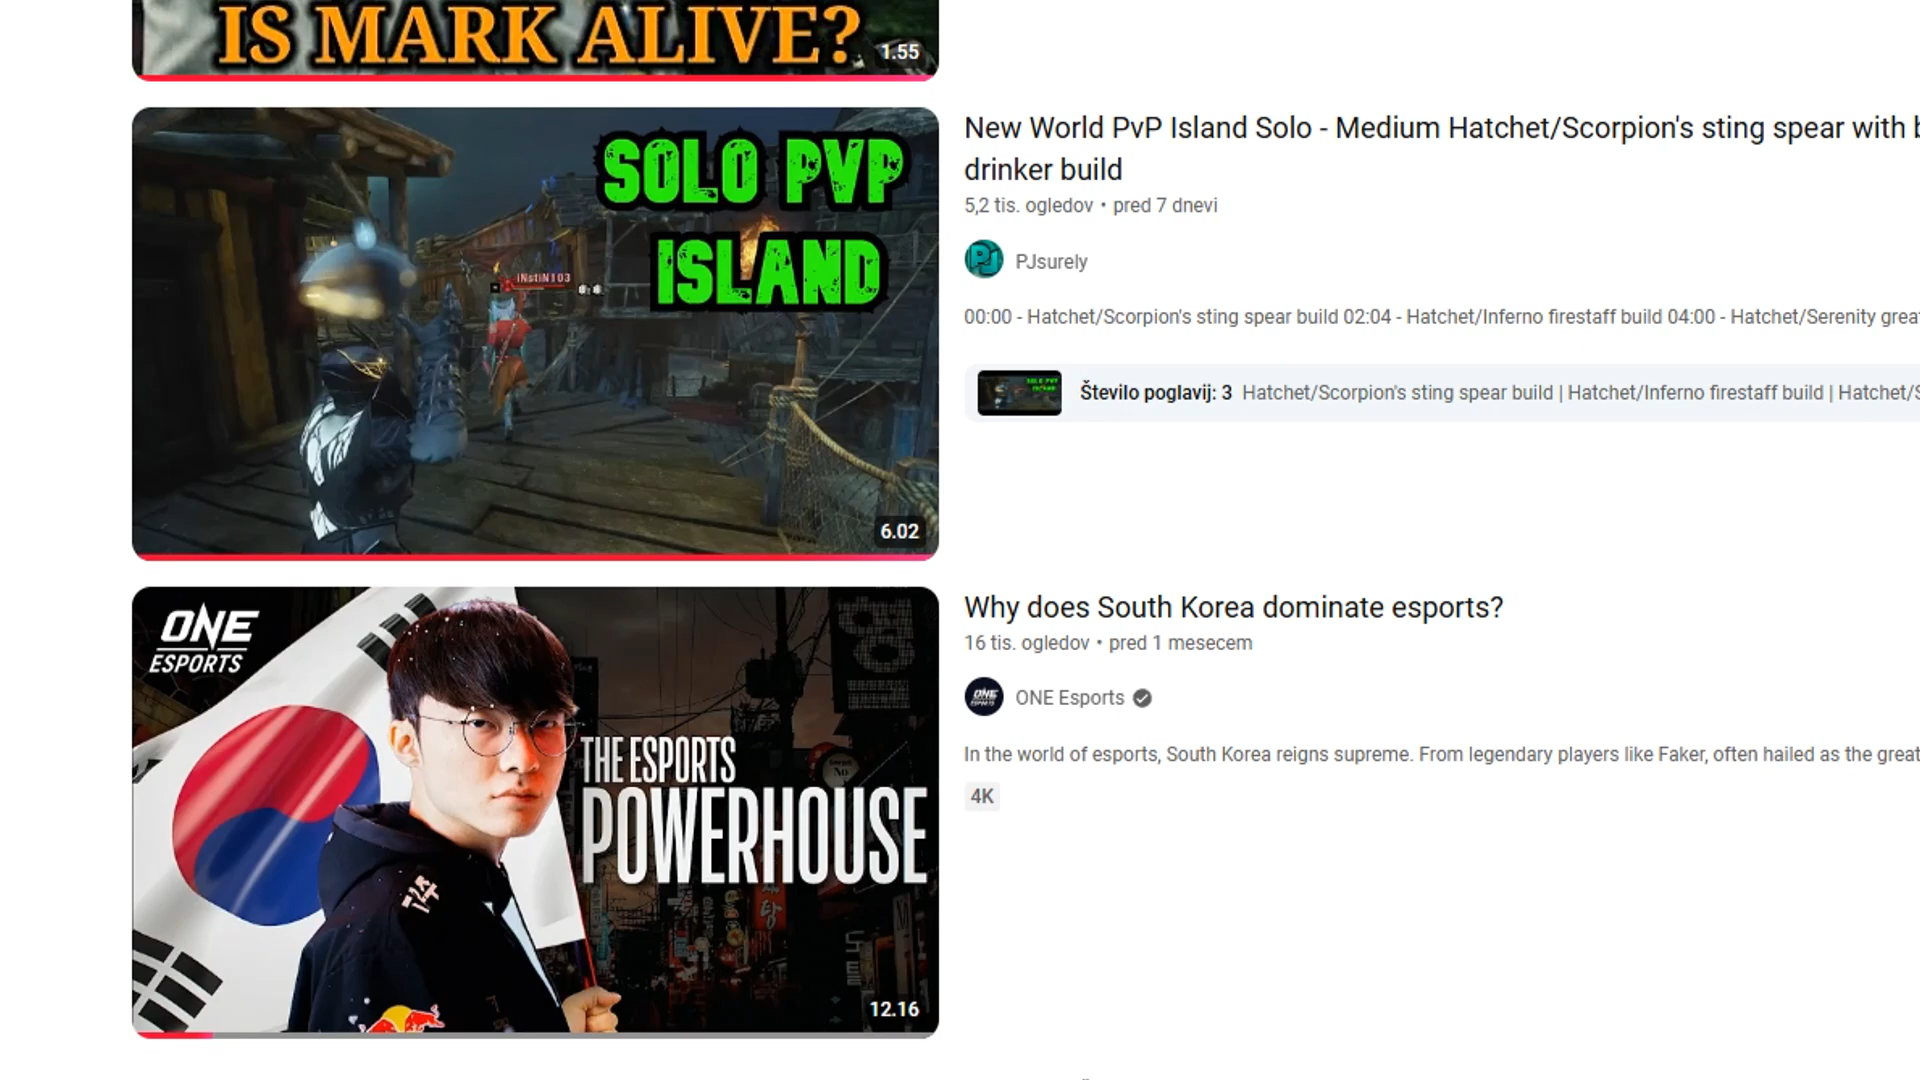 IS MARK ALIVE?
1.55
SOLO PVP
ISLAND
iNstiN103
6.02
New World PvP Island Solo - Medium Hatchet/Scorpion's sting spear with
drinker build
5,2 tis. ogledov • pred 7 dnevi
PJ
PJsurely
00:00 - Hatchet/Scorpion's sting spear build 02:04 - Hatchet/Inferno firestaff build 04:00 - Hatchet/Serenity
Število poglavij: 3 Hatchet/Scorpion's sting spear build | Hatchet/Inferno firestaff build | Hatchet/
ONE
ESPORTS
THE ESPORTS
POWERHOUSE
탕
12.16
Why does South Korea dominate esports?
16 tis. ogledov • pred 1 mesecem
ONE
ESPORTS
ONE Esports
In the world of esports, South Korea reigns supreme. From legendary players like Faker, often hailed as the
4K